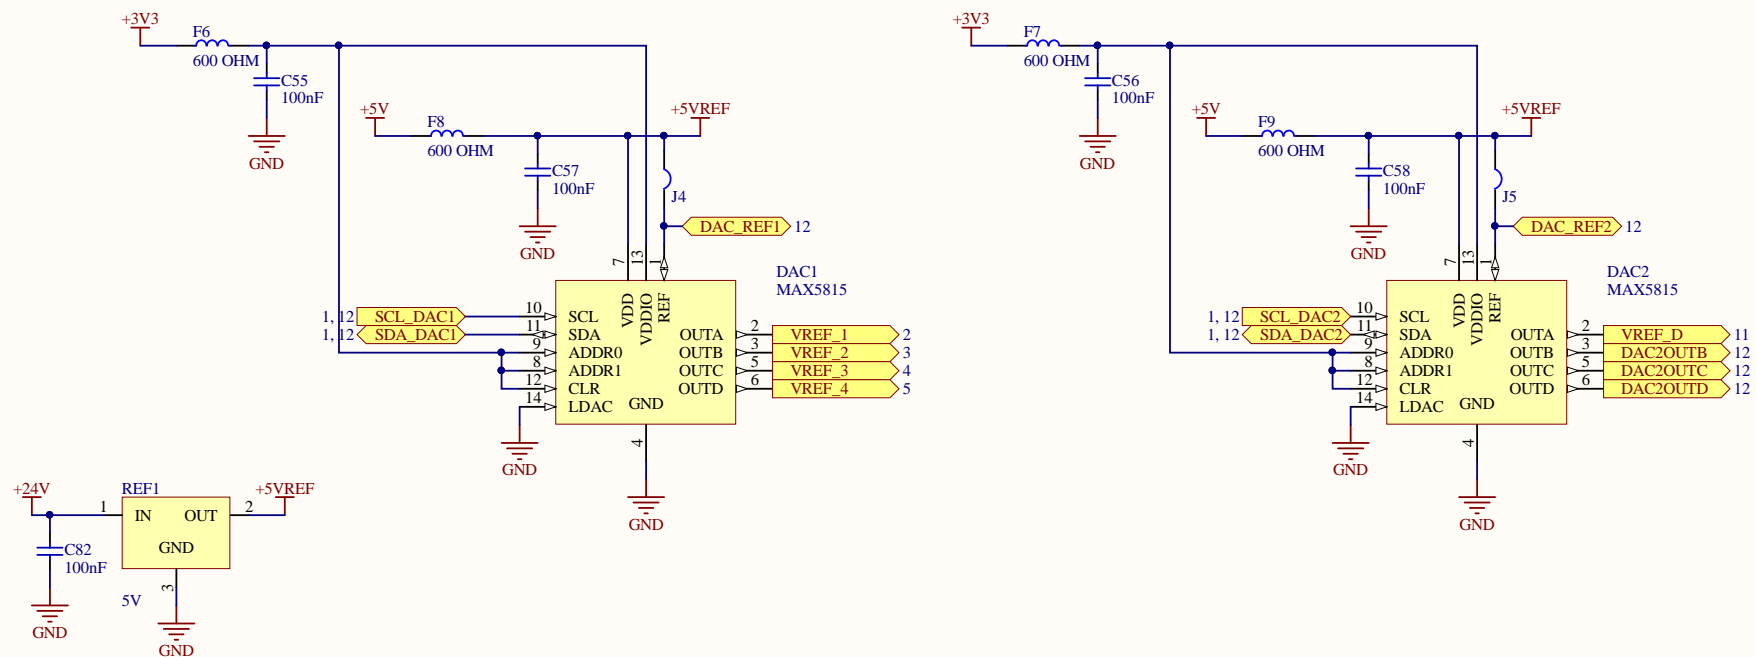 +3V3
F6
600 OHM
C55
100nF
GND
+5V
F8
600 OHM
+5VREF
C57
100nF
GND
J4
DAC_REF1 12
7
13
1
DAC1
MAX5815
VDD
VDDIO
REF
1, 12 SCL_DAC1 10 SCL
1, 12 SDA_DAC1 11 SDA
9 ADDR0
8 ADDR1
12 CLR
14 LDAC
GND
OUTA 2 VREF_1 2
OUTB 3 VREF_2 3
OUTC 5 VREF_3 4
OUTD 6 VREF_4 5
GND
4
GND
+3V3
F7
600 OHM
C56
100nF
GND
+5V
F9
600 OHM
+5VREF
C58
100nF
GND
J5
DAC_REF2 12
7
13
1
DAC2
MAX5815
VDD
VDDIO
REF
1, 12 SCL_DAC2 10 SCL
1, 12 SDA_DAC2 11 SDA
9 ADDR0
8 ADDR1
12 CLR
14 LDAC
GND
OUTA 2 VREF_D 11
OUTB 3 DAC2OUTB 12
OUTC 5 DAC2OUTC 12
OUTD 6 DAC2OUTD 12
GND
4
GND
+24V
REF1
+5VREF
1 IN OUT 2
GND
C82
100nF
3
5V
GND
GND